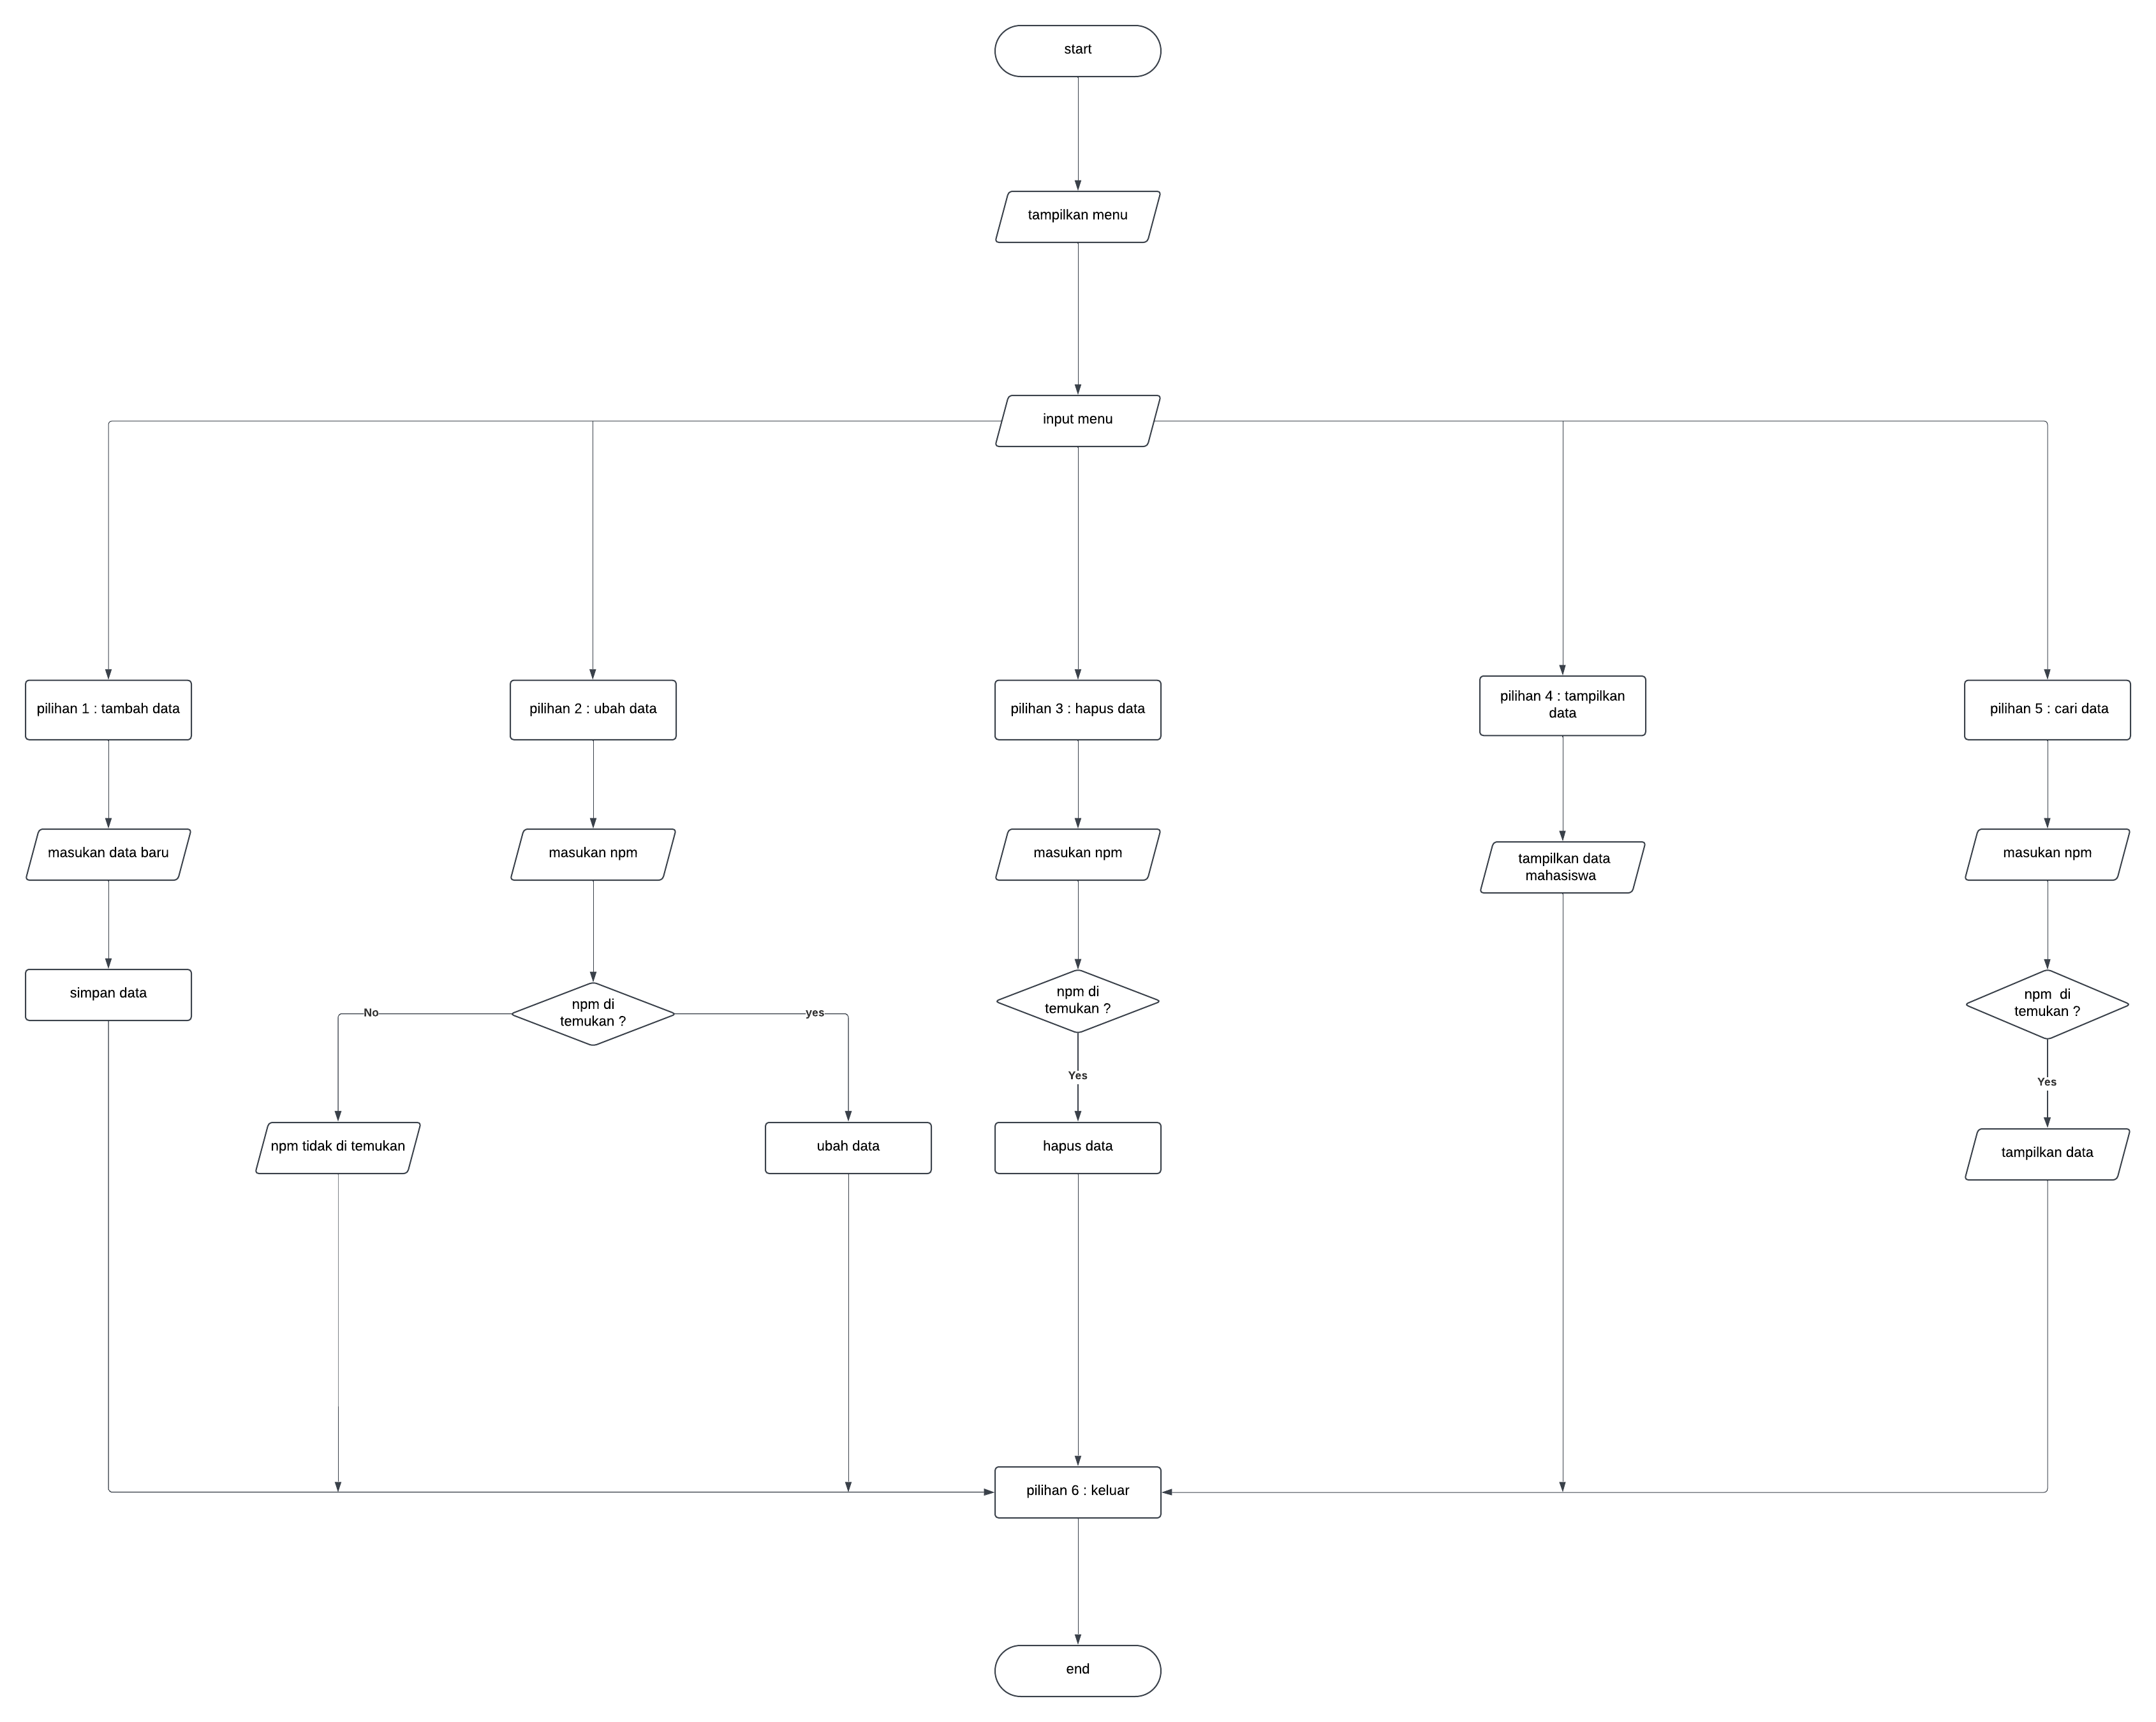 start
tampilkan menu
input menu
pilihan 1 : tambah data
pilihan 2 : ubah data
pilihan 3 : hapus data
pilihan 4 : tampilkan
data
pilihan 5 : cari data
masukan data baru
masukan npm
masukan npm
tampilkan data
mahasiswa
masukan npm
simpan data
npm di
temukan ?
No
yes
npm di
temukan ?
Yes
npm  di
temukan ?
Yes
npm tidak di temukan
ubah data
hapus data
tampilkan data
pilihan 6 : keluar
end